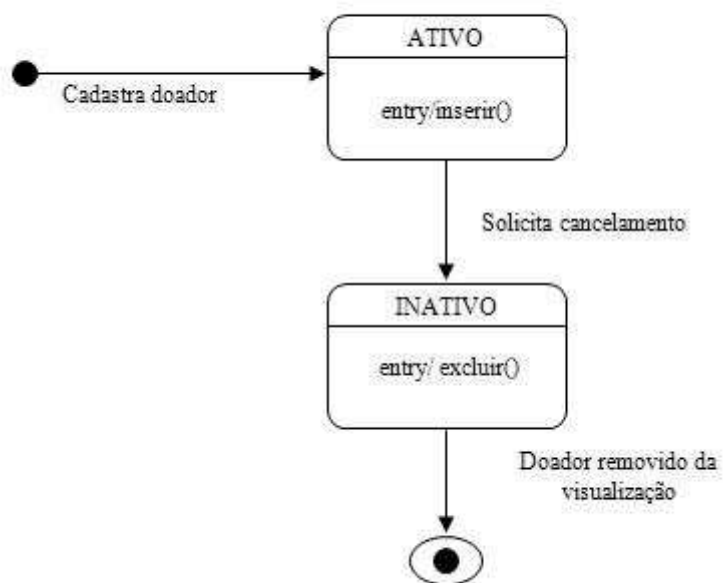 ATIVO
Cadastra doador
entry/inserir()
Solicita cancelamento
INATIVO
entry/ excluir()
Doador removido da
visualização